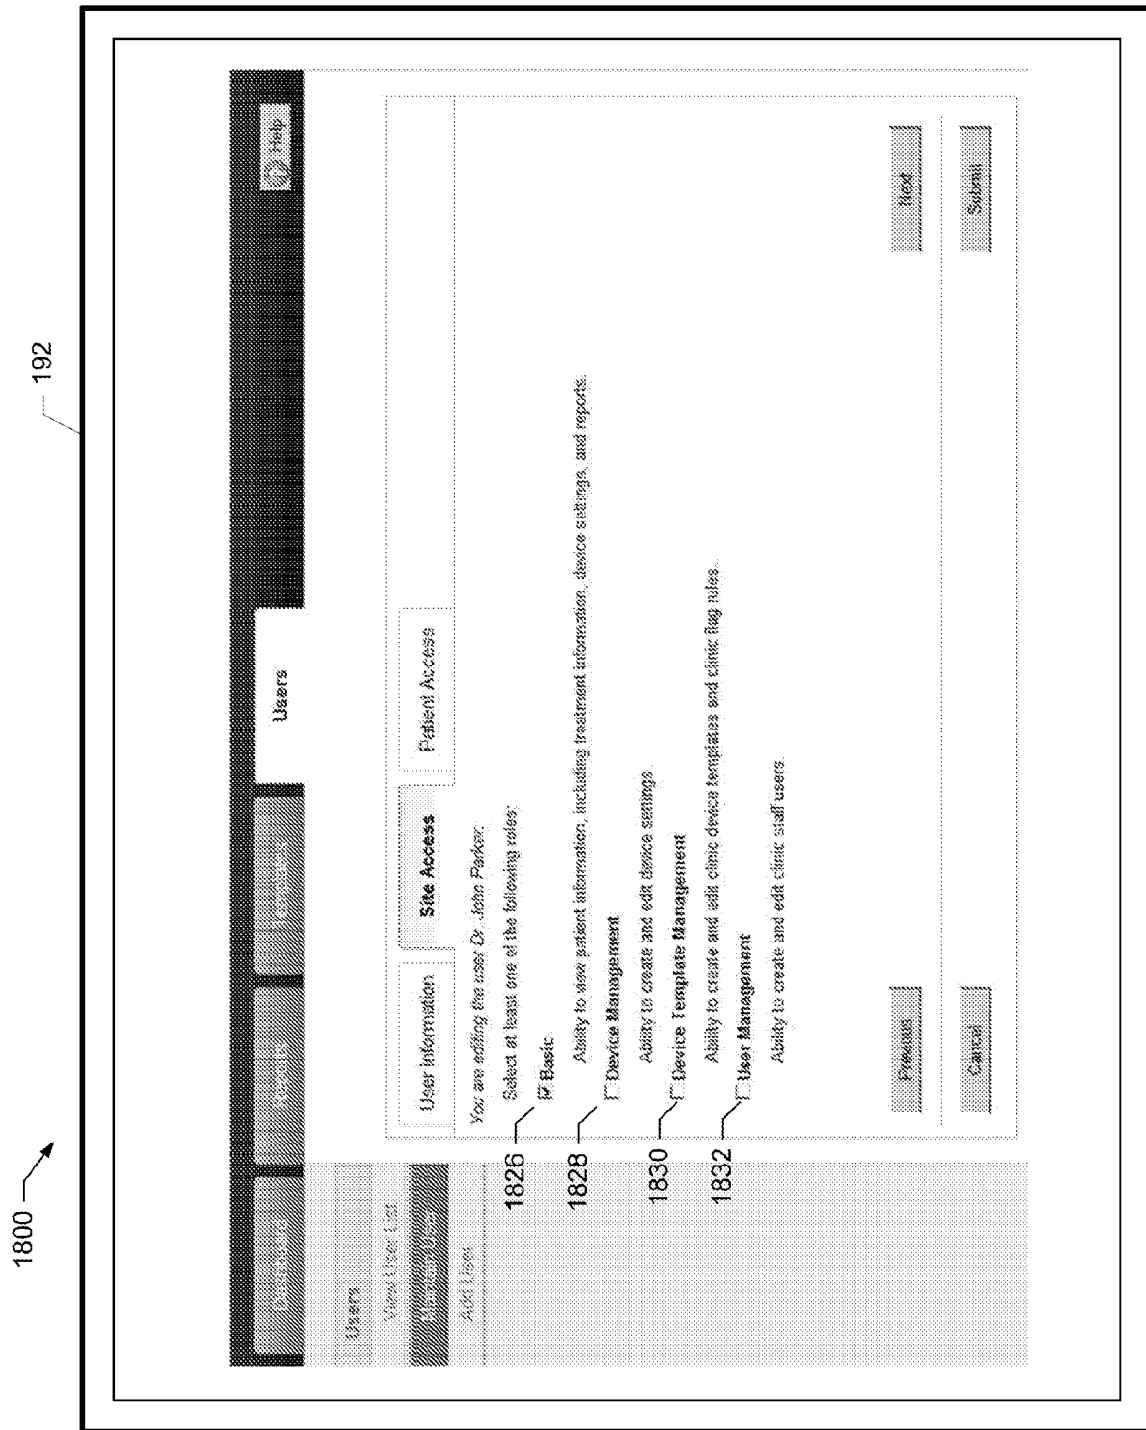 1800
192
Users
Help
Users
View User List
Add User
User Information
Site Access
Patient Access
You are editing the user Dr. John Parker.
Select at least one of the following roles:
1826
Basic
Ability to view patient information, including treatment information, device settings, and reports.
1828
Device Management
Ability to create and edit device settings.
1830
Device Template Management
Ability to create and edit clinic device templates and clinic flag rules.
1832
User Management
Ability to create and edit clinic staff users.
Previous
Next
Cancel
Submit